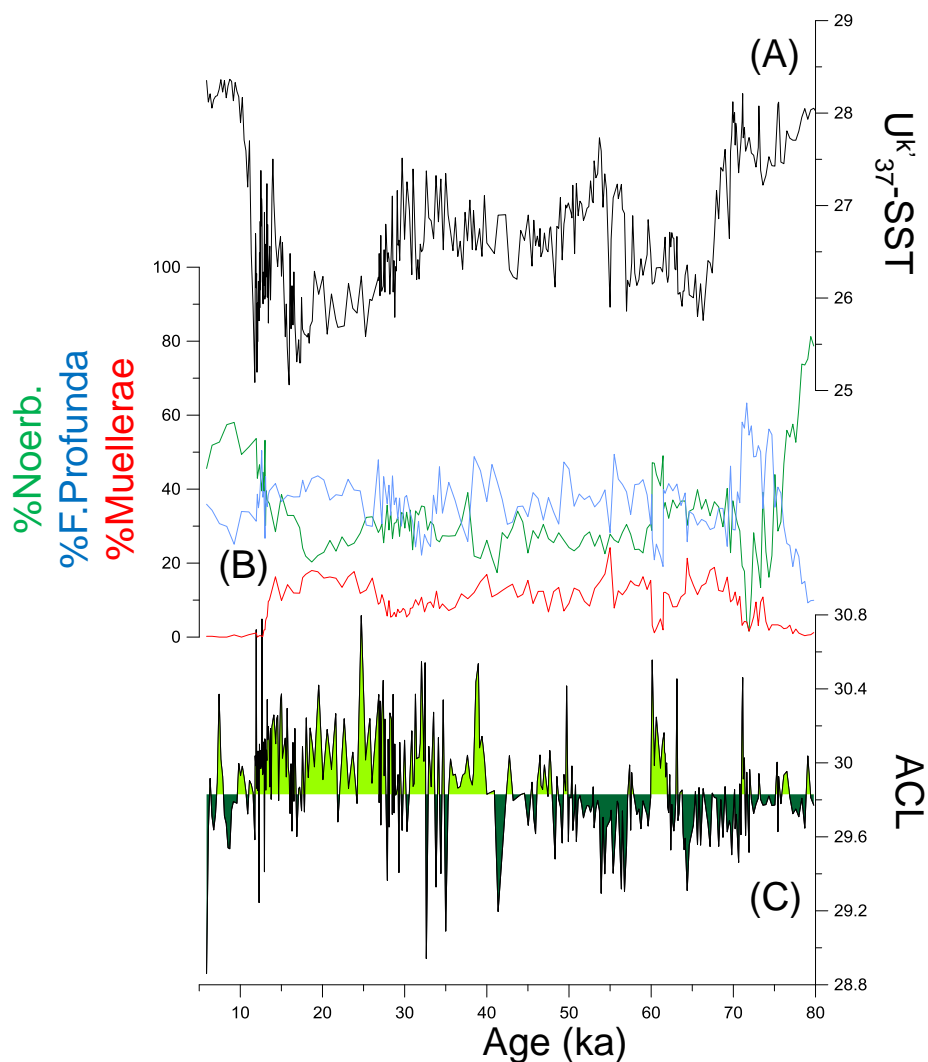 29
(A)
28
27
26
25
Uᵏ'₃₇-SST
100
80
60
40
20
0
%Noerb.
%F.Profunda
%Muellerae
(B)
30.8
30.4
30
29.6
29.2
28.8
ACL
(C)
10 20 30 40 50 60 70 80
Age (ka)